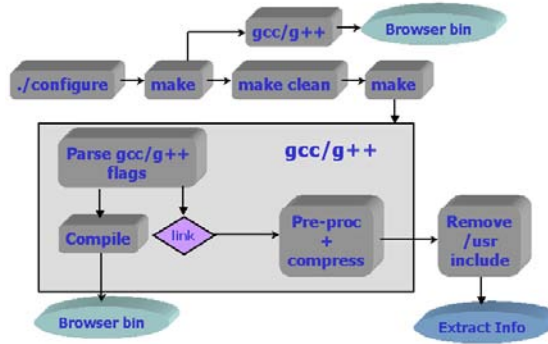 gcc/g++
Browser bin
./configure
make
make clean
make
gcc/g++
Parse gcc/g++
flags
Compile
link
Pre-proc
+
compress
Remove
/usr
include
Browser bin
Extract Info